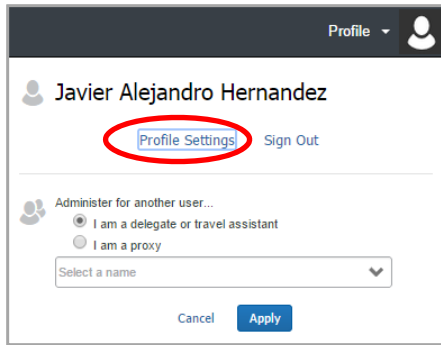 Profile
Javier Alejandro Hernandez
Profile Settings Sign Out
Administer for another user...
I am a delegate or travel assistant
I am a proxy
Select a name
Cancel Apply